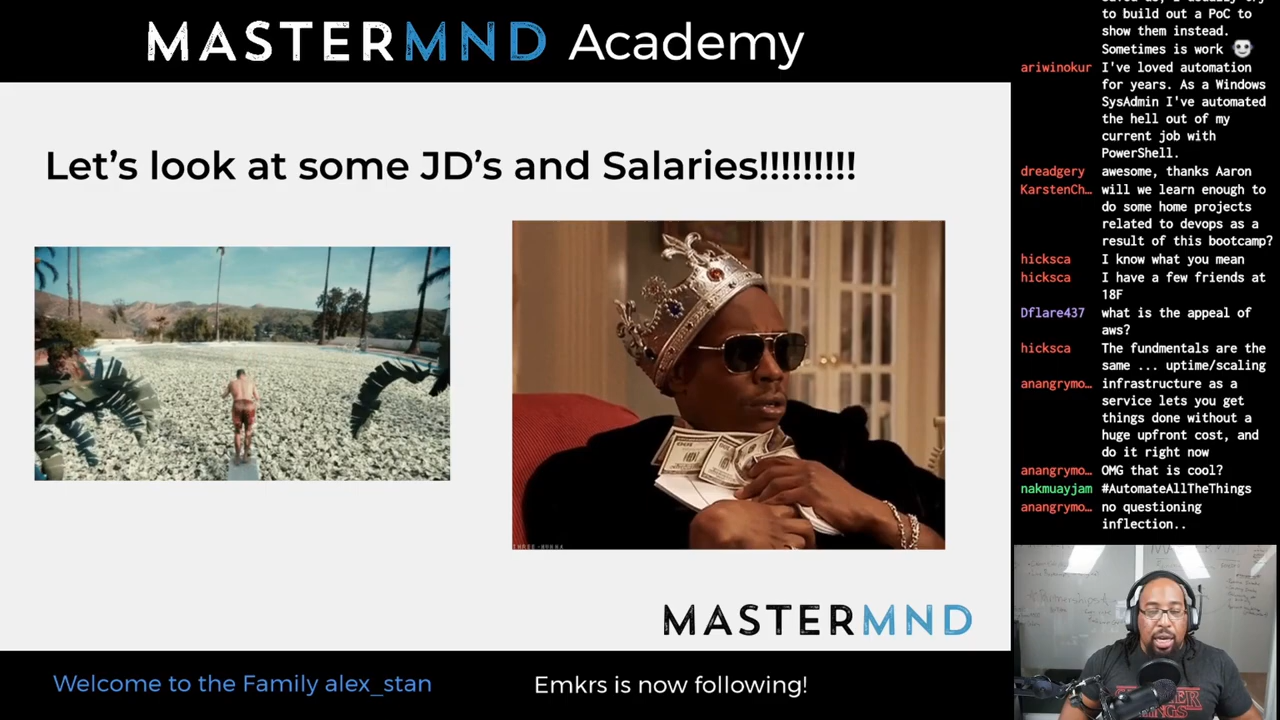 MASTERMND Academy
Let's look at some JD's and Salaries!!!!!!!!!
MASTERMND
Welcome to the Family alex_stan
Emkrs is now following!
to build out a PoC to
show them instead.
Sometimes is work
ariwinokur I've loved automation
for years. As a Windows
SysAdmin I've automated
the hell out of my
current job with
PowerShell.
dreadgery awesome, thanks Aaron
KarstenCh… will we learn enough to
do some home projects
related to devops as a
result of this bootcamp?
hicksca I know what you mean
hicksca I have a few friends at
18F
Dflare437 what is the appeal of
aws?
hicksca The fundmentals are the
same ... uptime/scaling
anangrymo… infrastructure as a
service lets you get
things done without a
huge upfront cost, and
do it right now
anangrymo… OMG that is cool?
nakmuayjam #AutomateAllTheThings
anangrymo… no questioning
inflection..